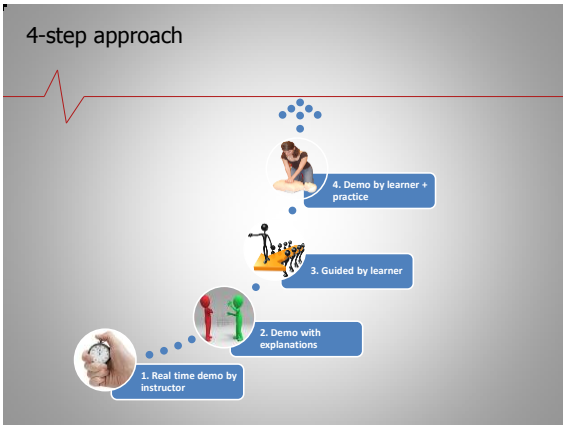 4-step approach
4. Demo by learner +
practice
3. Guided by learner
2. Demo with
explanations
1. Real time demo by
instructor